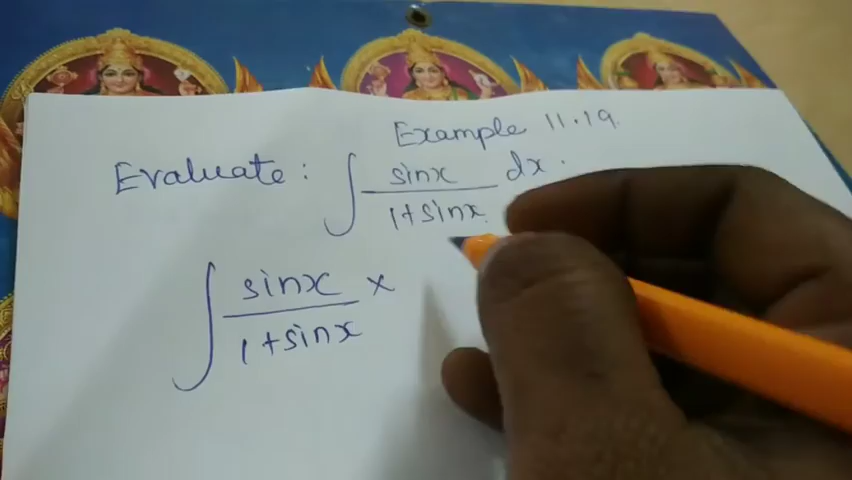 Example 11.19.
Evaluate: ∫ sinx / 1+sinx dx.
∫ sinx / 1+sinx ×